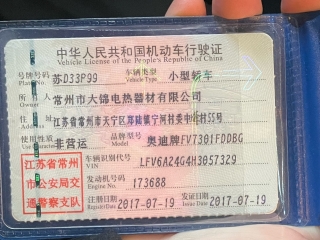 中华人民共和国机动车行驶证
Vehicle License of the People's Republic of China
号牌号码 苏D33P99 车辆类型 小型轿车
Plate No. Vehicle Type
所有人 常州市大锦电热器材有限公司
Owner
住址 江苏省常州市天宁区郑陆镇宁河村委中化村55号
Address
使用性质 非营运 品牌型号 奥迪牌FV7301FDDBG
Use Character Model
江苏省常州
市公安局交
通警察支队
车辆识别代号 LFV6A24G4H3057329
VIN
发动机号码 173688
Engine No.
注册日期 2017-07-19 发证日期 2017-07-19
Register Date Issue Date